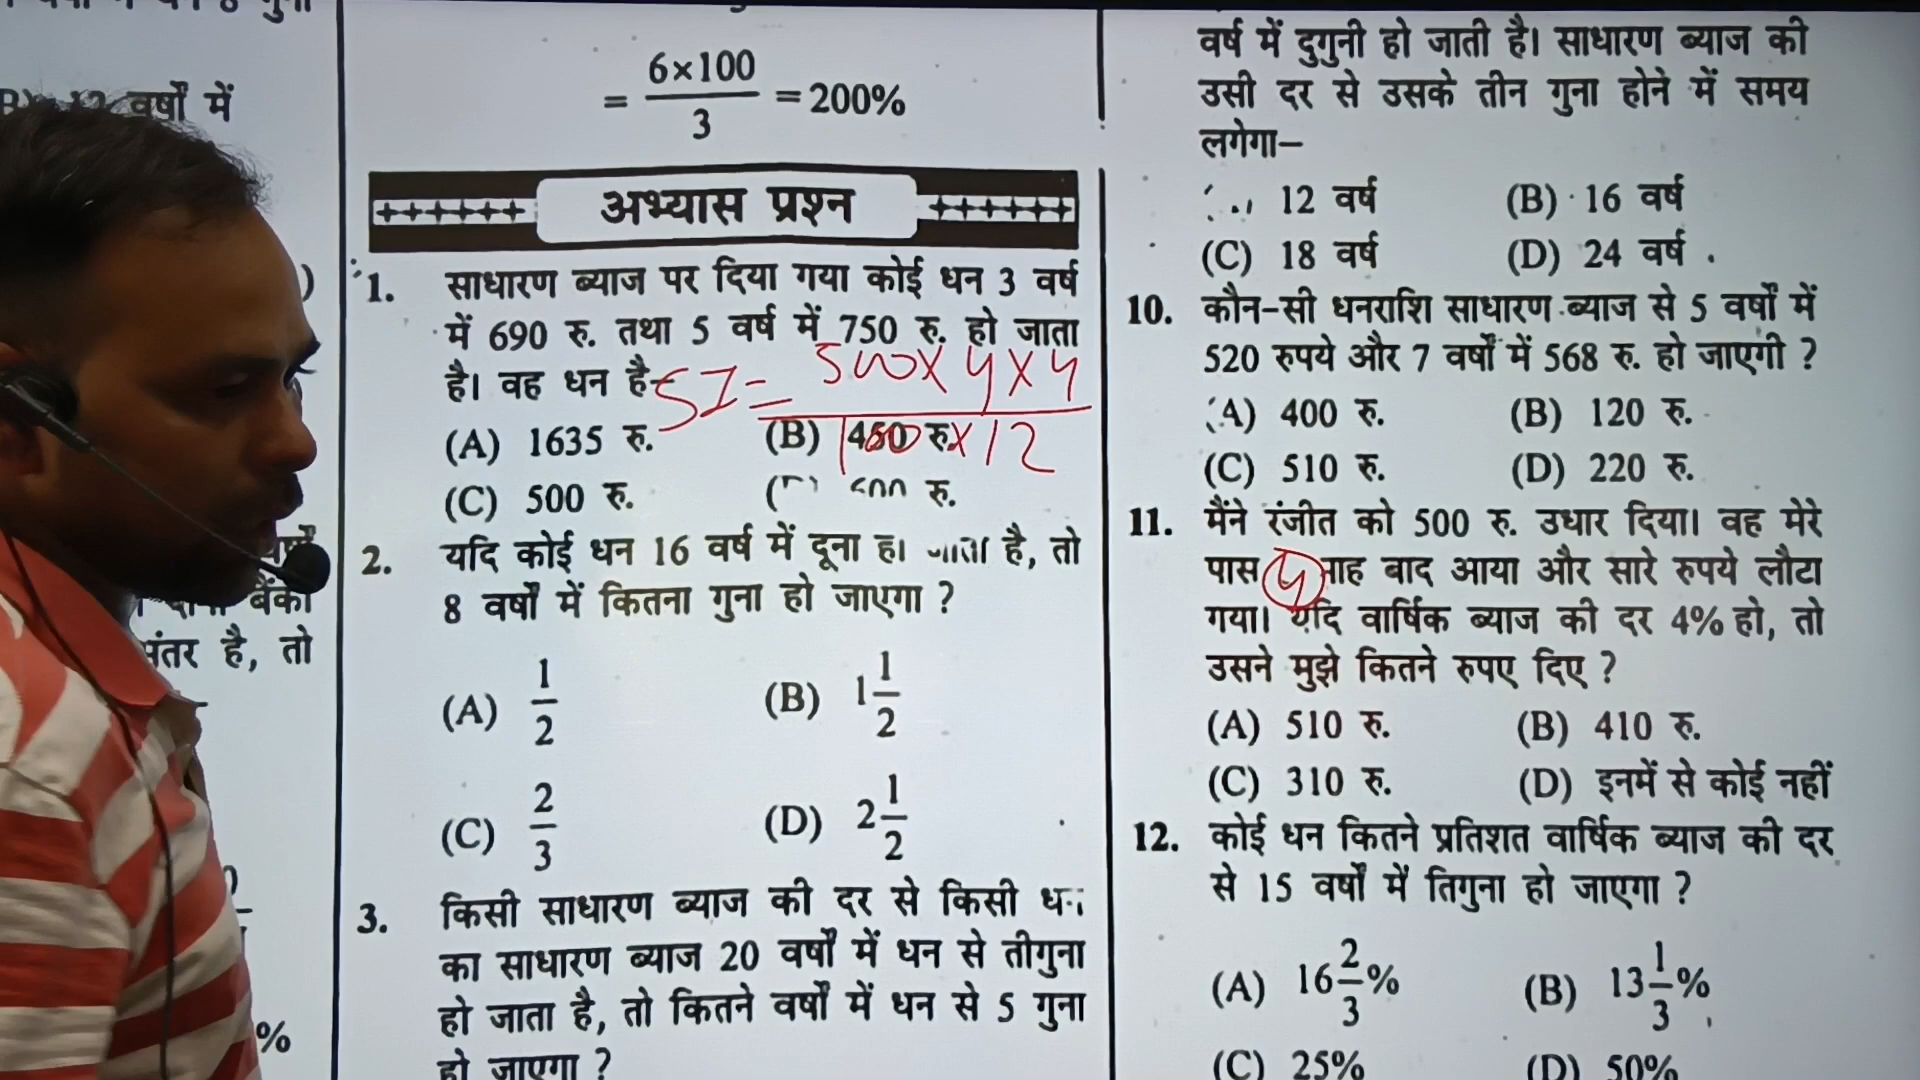 वर्षों में
बैंकों
अंतर है, तो
%
= 6×100/3 = 200%
अभ्यास प्रश्न
1. साधारण ब्याज पर दिया गया कोई धन 3 वर्ष
में 690 रु. तथा 5 वर्ष में 750 रु. हो जाता
है। वह धन है–
SI = 500×4×4
100×12
(A) 1635 रु. (B) 450 रु.
(C) 500 रु. 600 रु.
2. यदि कोई धन 16 वर्ष में दूना हो जाता है, तो
8 वर्षों में कितना गुना हो जाएगा ?
(A) 1/2 (B) 1 1/2
(C) 2/3 (D) 2 1/2
3. किसी साधारण ब्याज की दर से किसी धन
का साधारण ब्याज 20 वर्षों में धन से तीगुना
हो जाता है, तो कितने वर्षों में धन से 5 गुना
हो जाएगा ?
वर्ष में दुगुनी हो जाती है। साधारण ब्याज की
उसी दर से उसके तीन गुना होने में समय
लगेगा–
12 वर्ष (B) 16 वर्ष
(C) 18 वर्ष (D) 24 वर्ष
10. कौन-सी धनराशि साधारण ब्याज से 5 वर्षों में
520 रुपये और 7 वर्षों में 568 रु. हो जाएगी ?
(A) 400 रु. (B) 120 रु.
(C) 510 रु. (D) 220 रु.
11. मैंने रंजीत को 500 रु. उधार दिया। वह मेरे
पास 4 माह बाद आया और सारे रुपये लौटा
गया। यदि वार्षिक ब्याज की दर 4% हो, तो
उसने मुझे कितने रुपए दिए ?
(A) 510 रु. (B) 410 रु.
(C) 310 रु. (D) इनमें से कोई नहीं
12. कोई धन कितने प्रतिशत वार्षिक ब्याज की दर
से 15 वर्षों में तिगुना हो जाएगा ?
(A) 16 2/3% (B) 13 1/3%
(C) 25% (D) 50%